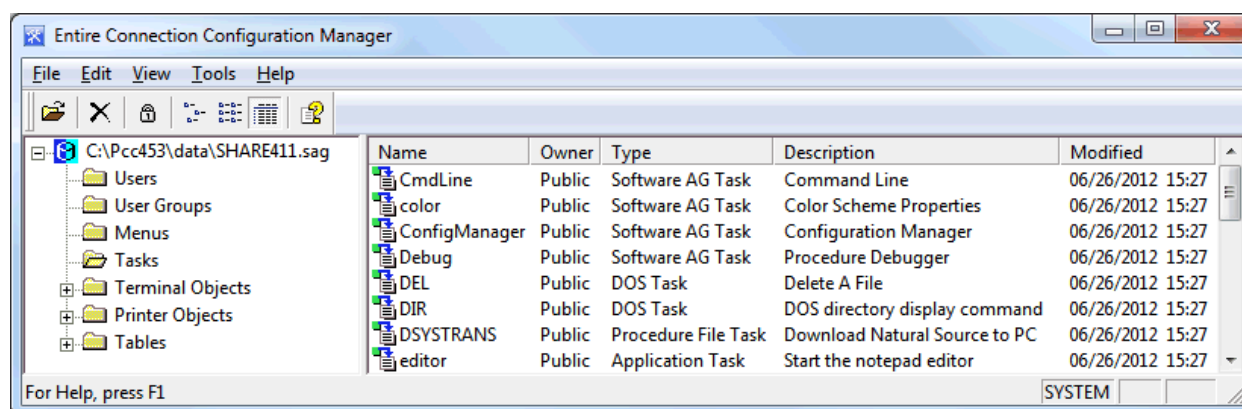 Entire Connection Configuration Manager
File Edit View Tools Help
C:\Pcc453\data\SHARE411.sag
Users
User Groups
Menus
Tasks
Terminal Objects
Printer Objects
Tables
Name Owner Type Description Modified
CmdLine Public Software AG Task Command Line 06/26/2012 15:27
color Public Software AG Task Color Scheme Properties 06/26/2012 15:27
ConfigManager Public Software AG Task Configuration Manager 06/26/2012 15:27
Debug Public Software AG Task Procedure Debugger 06/26/2012 15:27
DEL Public DOS Task Delete A File 06/26/2012 15:27
DIR Public DOS Task DOS directory display command 06/26/2012 15:27
DSYSTRANS Public Procedure File Task Download Natural Source to PC 06/26/2012 15:27
editor Public Application Task Start the notepad editor 06/26/2012 15:27
For Help, press F1 SYSTEM